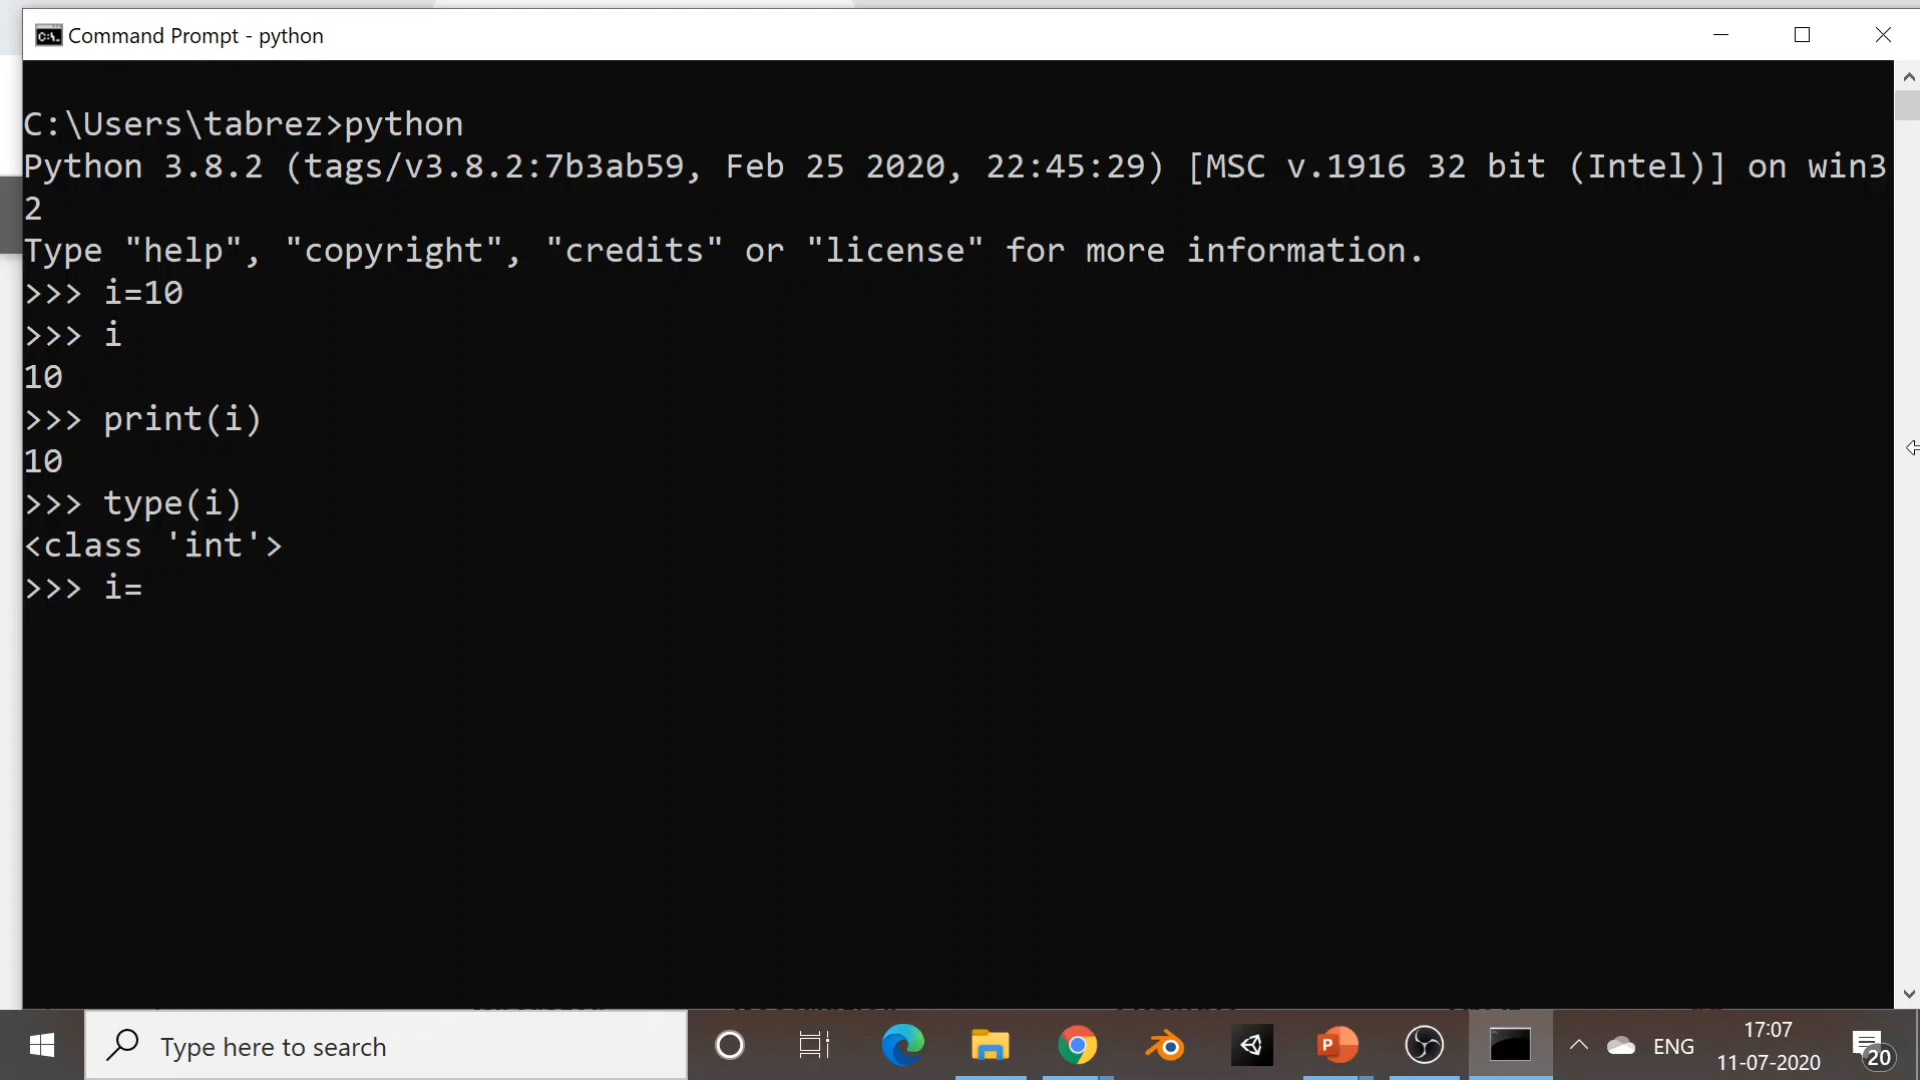 Command Prompt - python
C:\Users\tabrez>python
Python 3.8.2 (tags/v3.8.2:7b3ab59, Feb 25 2020, 22:45:29) [MSC v.1916 32 bit (Intel)] on win3
2
Type "help", "copyright", "credits" or "license" for more information.
>>> i=10
>>> i
10
>>> print(i)
10
>>> type(i)
<class 'int'>
>>> i=
Type here to search
ENG
17:07
11-07-2020
20